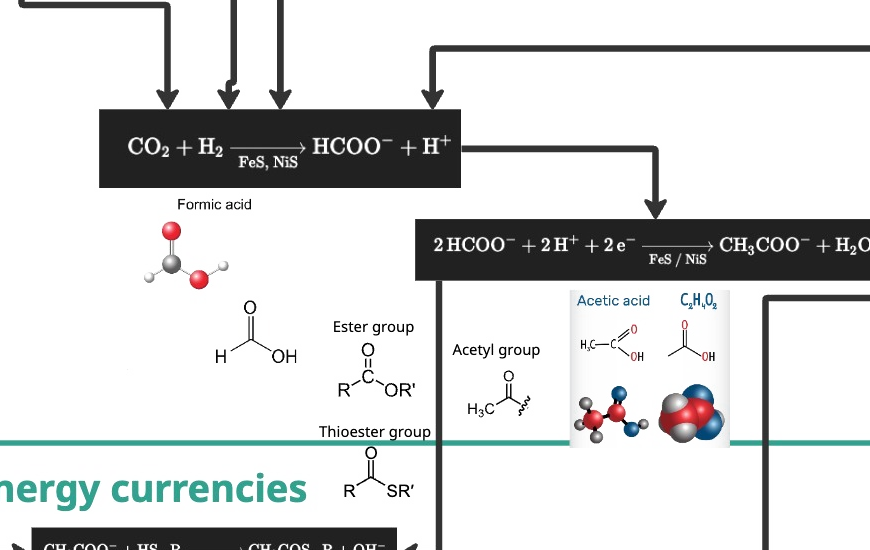 CO₂ + H₂ ⟶ HCOO⁻ + H⁺
FeS, NiS
Formic acid
2 HCOO⁻ + 2 H⁺ + 2 e⁻ ⟶ CH₃COO⁻ + H₂O
FeS / NiS
Acetic acid C₂H₄O₂
O
H₃C C OH
O
OH
O
H OH
Ester group
O
C
R OR'
Acetyl group
O
H₃C
Thioester group
O
R SR'
nergy currencies